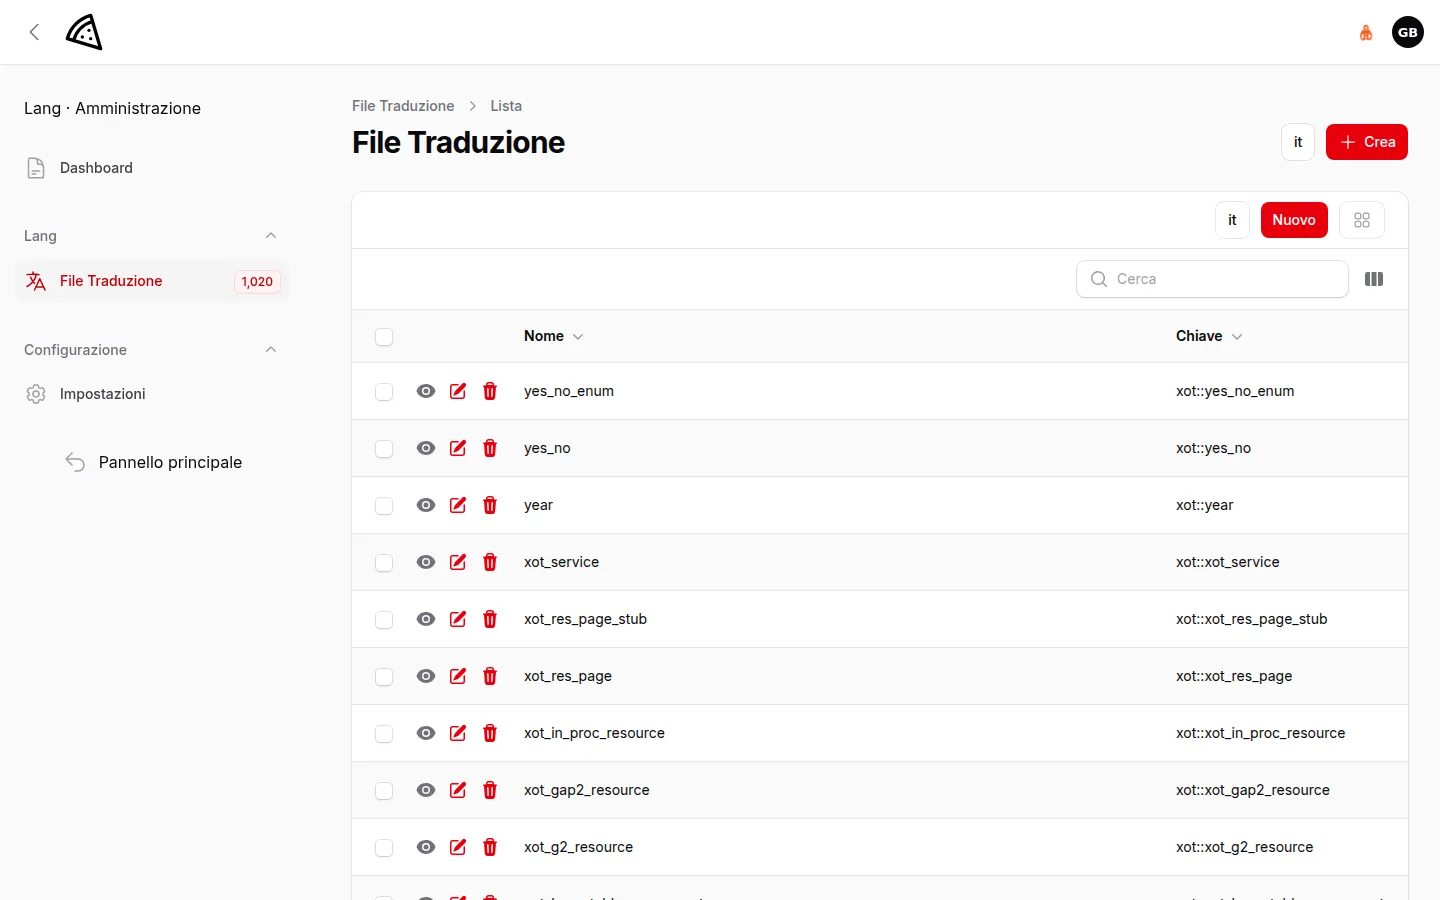 GB
Lang · Amministrazione
Dashboard
Lang
File Traduzione 1,020
Configurazione
Impostazioni
Pannello principale
File Traduzione > Lista
File Traduzione
it
Crea
it Nuovo
Cerca
Nome Chiave
yes_no_enum xot::yes_no_enum
yes_no xot::yes_no
year xot::year
xot_service xot::xot_service
xot_res_page_stub xot::xot_res_page_stub
xot_res_page xot::xot_res_page
xot_in_proc_resource xot::xot_in_proc_resource
xot_gap2_resource xot::xot_gap2_resource
xot_g2_resource xot::xot_g2_resource